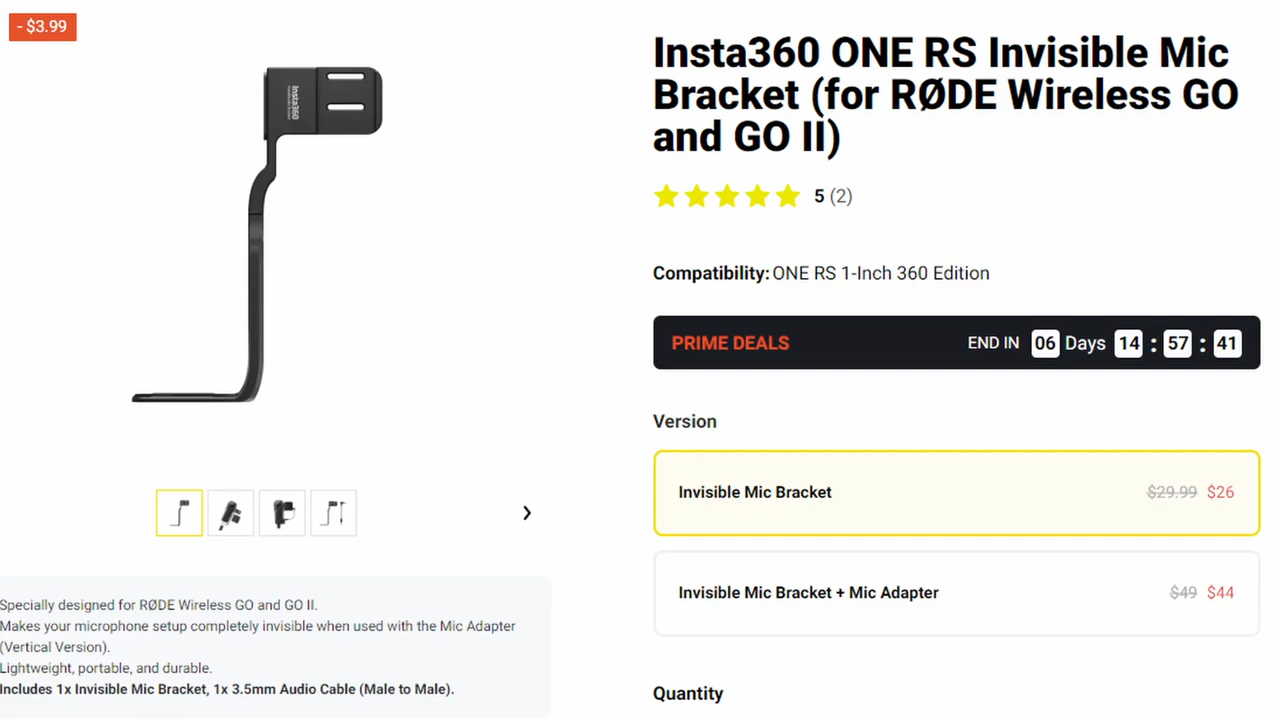 - $3.99
Insta360
Insta360 ONE RS Invisible Mic
Bracket (for RØDE Wireless GO
and GO II)
5 (2)
Compatibility: ONE RS 1-Inch 360 Edition
PRIME DEALS END IN 06 Days 14 : 57 : 41
Version
Invisible Mic Bracket $29.99 $26
Invisible Mic Bracket + Mic Adapter $49 $44
Quantity
Specially designed for RØDE Wireless GO and GO II.
Makes your microphone setup completely invisible when used with the Mic Adapter
(Vertical Version).
Lightweight, portable, and durable.
Includes 1x Invisible Mic Bracket, 1x 3.5mm Audio Cable (Male to Male).